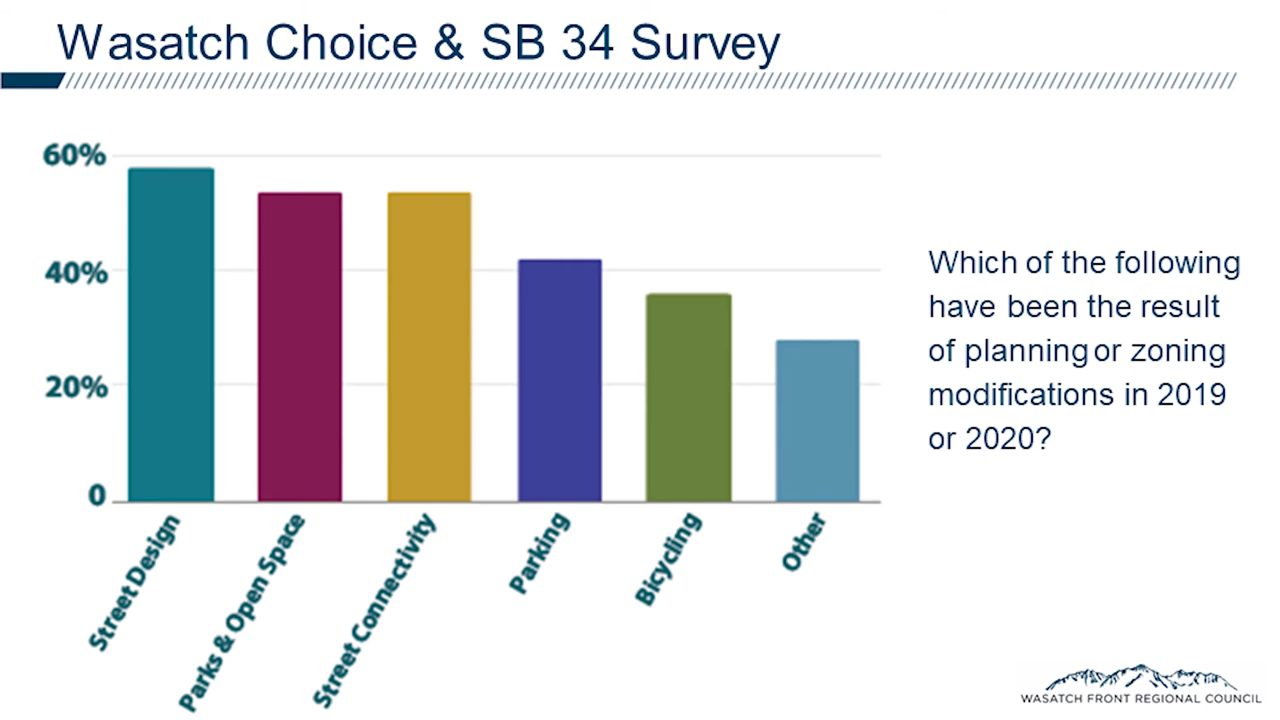 Wasatch Choice & SB 34 Survey
60%
40%
20%
0
Street Design
Parks & Open Space
Street Connectivity
Parking
Bicycling
Other
Which of the following
have been the result
of planning or zoning
modifications in 2019
or 2020?
WASATCH FRONT REGIONAL COUNCIL